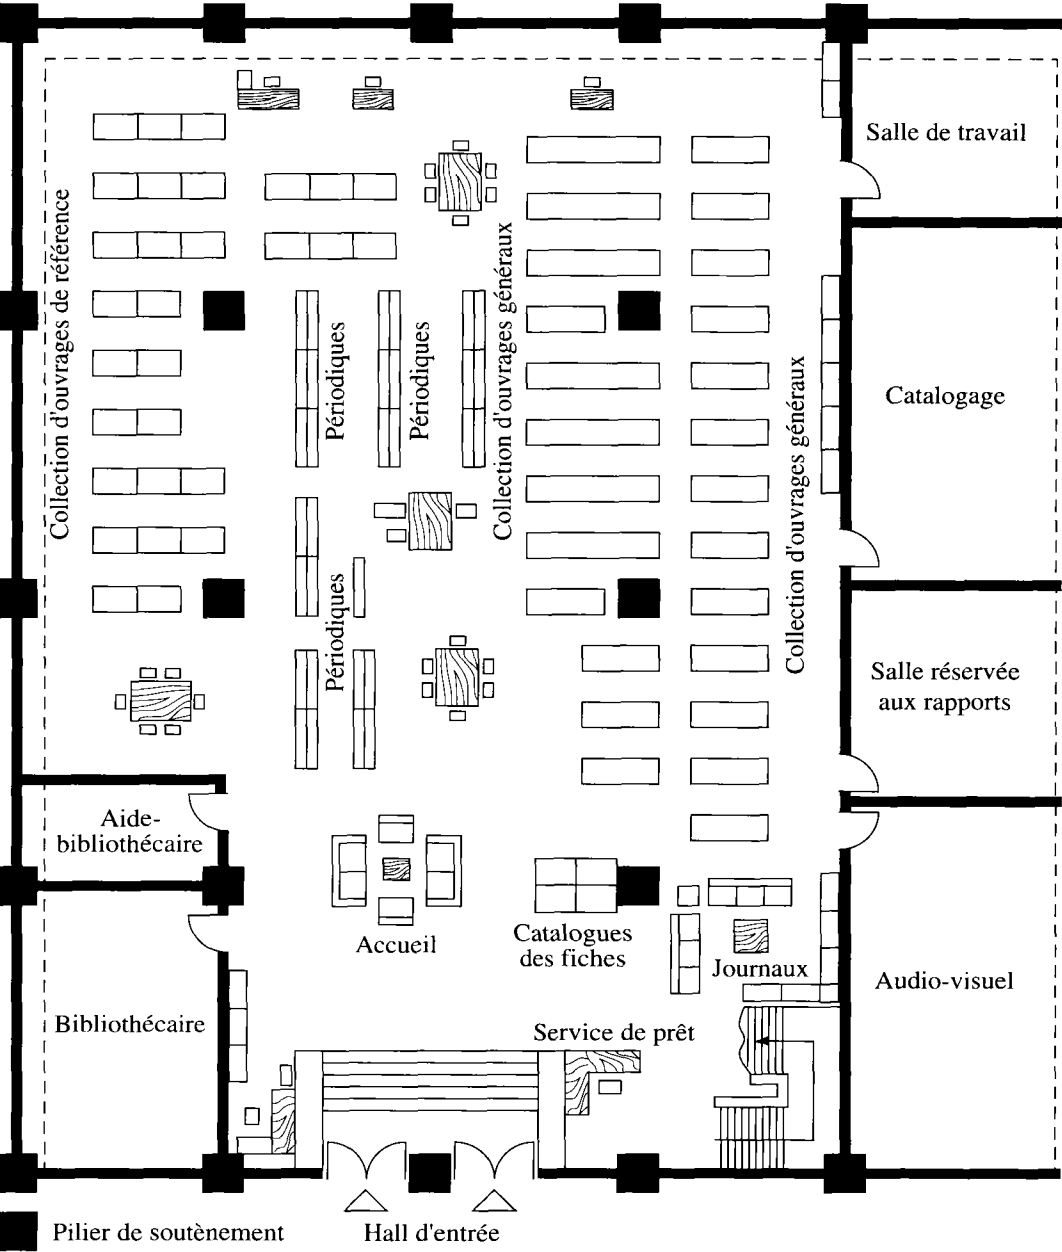 Salle de travail
Collection d'ouvrages de référence
Collection d'ouvrages généraux
Périodiques
Périodiques
Collection d'ouvrages généraux
Catalogage
Périodiques
Salle réservée
aux rapports
Aide-
bibliothécaire
Accueil
Catalogues
des fiches
Journaux
Audio-visuel
Bibliothécaire
Service de prêt
Pilier de soutènement
Hall d'entrée